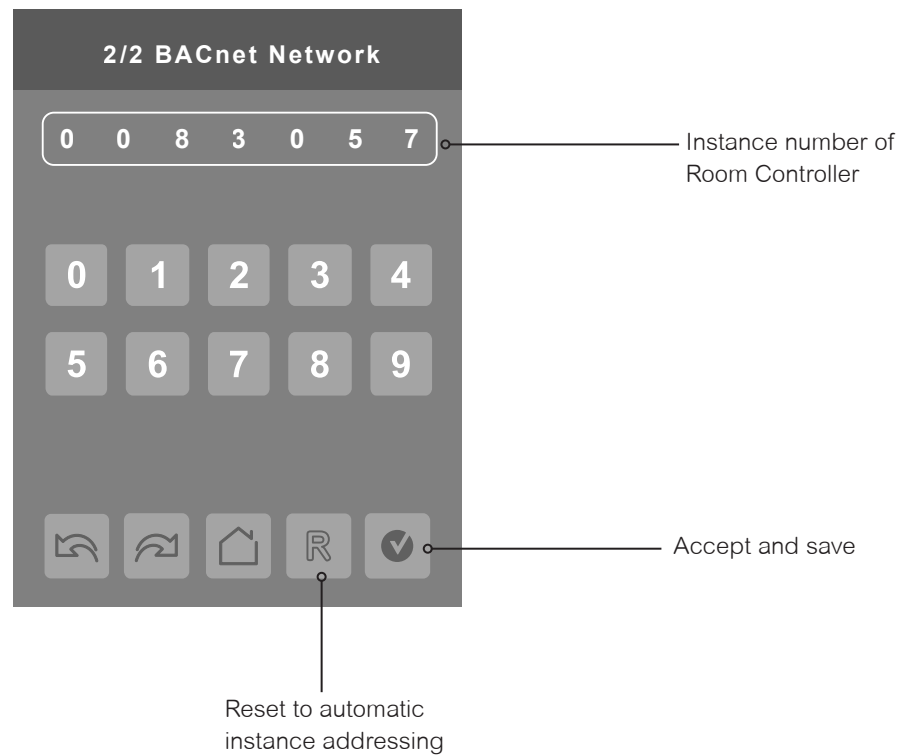 2/2 BACnet Network
0 0 8 3 0 5 7
Instance number of
Room Controller
0 1 2 3 4
5 6 7 8 9
R
Accept and save
Reset to automatic
instance addressing